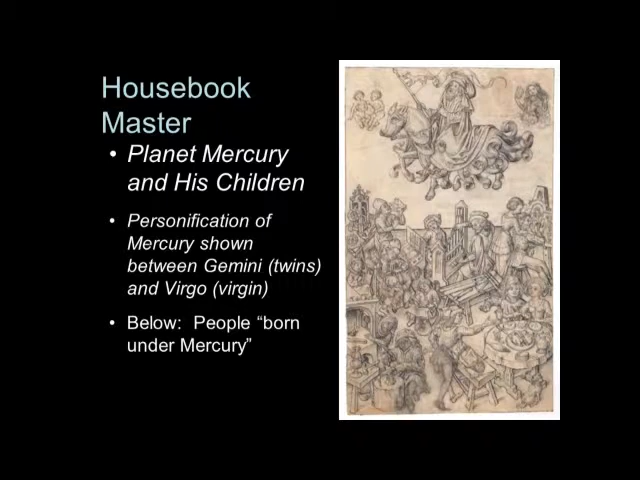 Housebook
Master
• Planet Mercury
and His Children
• Personification of
Mercury shown
between Gemini (twins)
and Virgo (virgin)
• Below:  People “born
under Mercury”